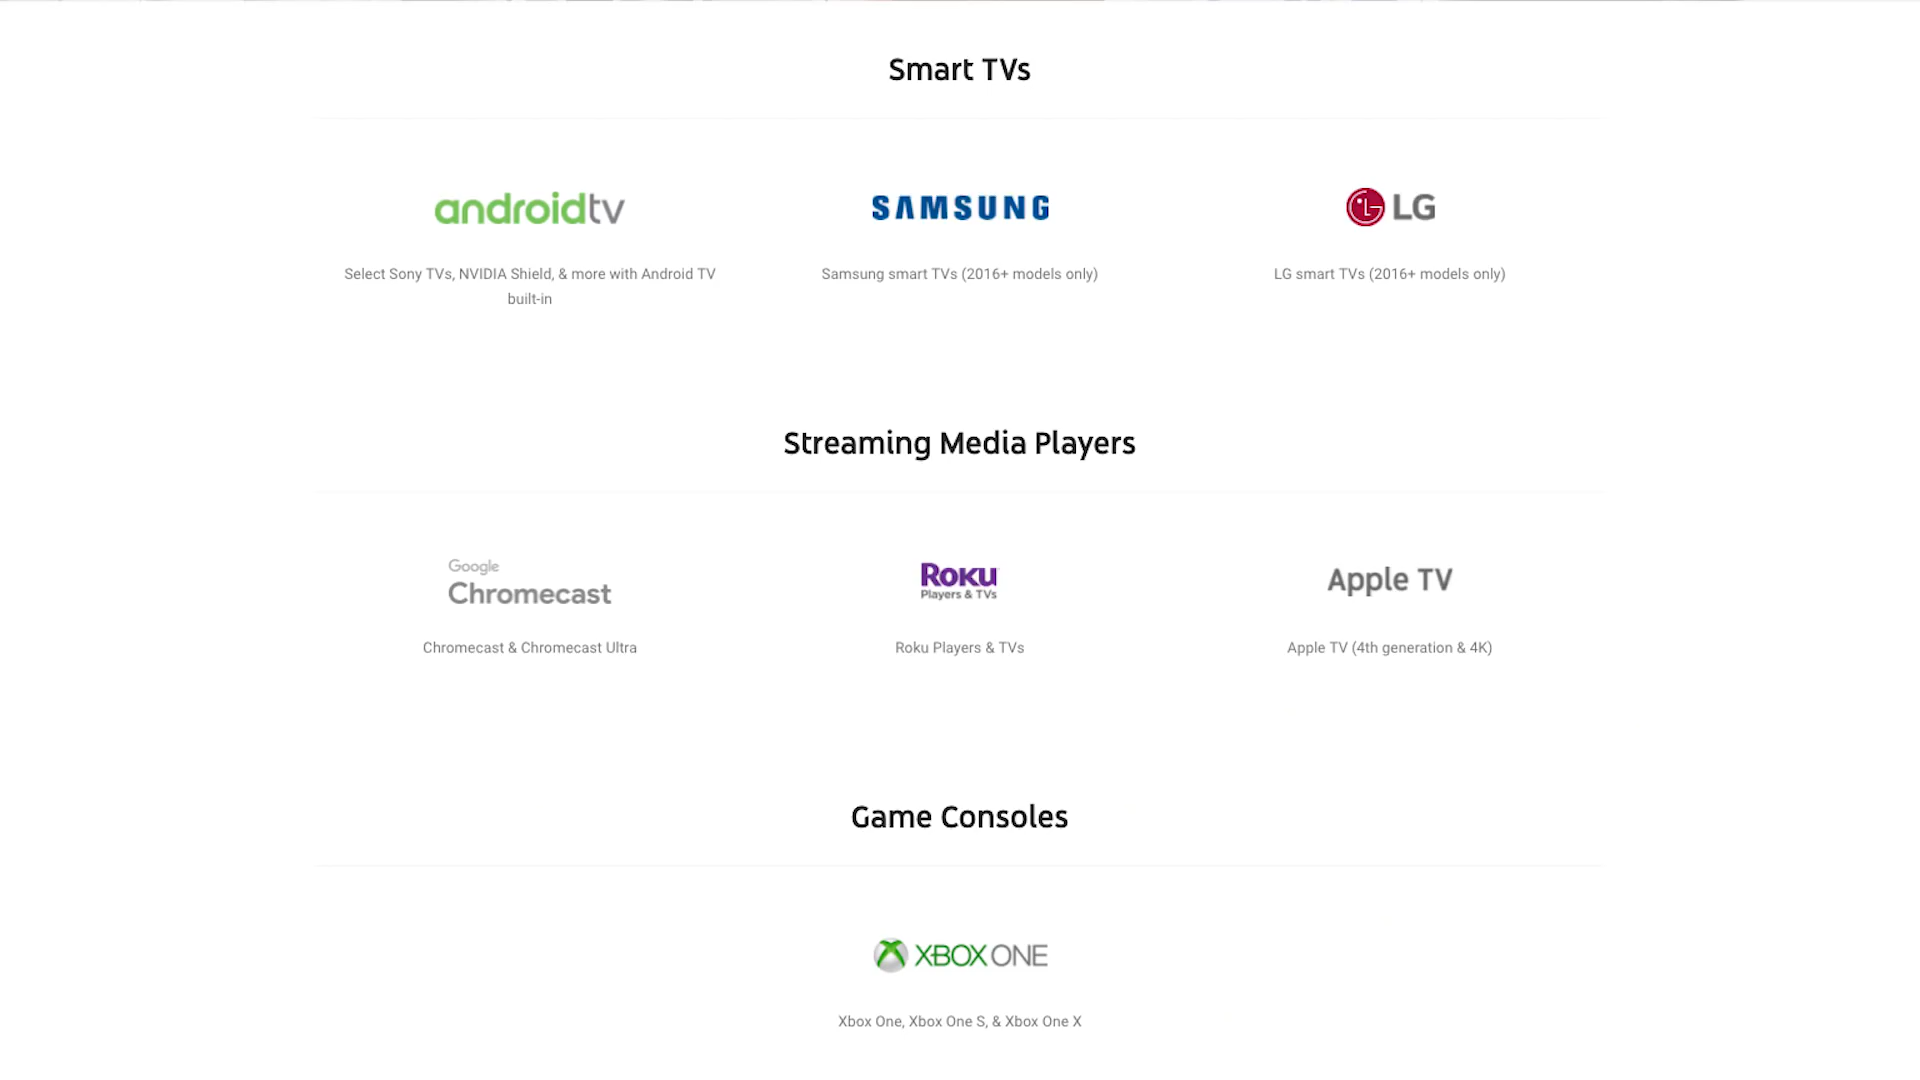 Smart TVs
androidtv
SAMSUNG
LG
Select Sony TVs, NVIDIA Shield, & more with Android TV
built-in
Samsung smart TVs (2016+ models only)
LG smart TVs (2016+ models only)
Streaming Media Players
Google
Chromecast
Roku
Players & TVs
Apple TV
Chromecast & Chromecast Ultra
Roku Players & TVs
Apple TV (4th generation & 4K)
Game Consoles
XBOX ONE
Xbox One, Xbox One S, & Xbox One X